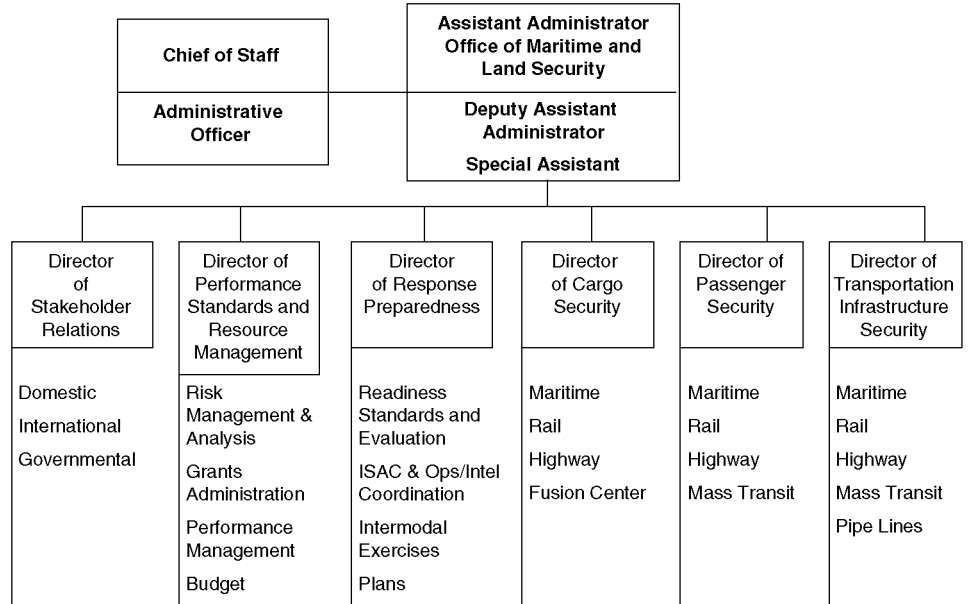 Chief of Staff
Administrative
Officer
Assistant Administrator
Office of Maritime and
Land Security
Deputy Assistant
Administrator
Special Assistant
Director
of
Stakeholder
Relations
Domestic
International
Governmental
Director of
Performance
Standards and
Resource
Management
Risk
Management &
Analysis
Grants
Administration
Performance
Management
Budget
Director
of Response
Preparedness
Readiness
Standards and
Evaluation
ISAC & Ops/Intel
Coordination
Intermodal
Exercises
Plans
Director
of Cargo
Security
Maritime
Rail
Highway
Fusion Center
Director of
Passenger
Security
Maritime
Rail
Highway
Mass Transit
Director of
Transportation
Infrastructure
Security
Maritime
Rail
Highway
Mass Transit
Pipe Lines